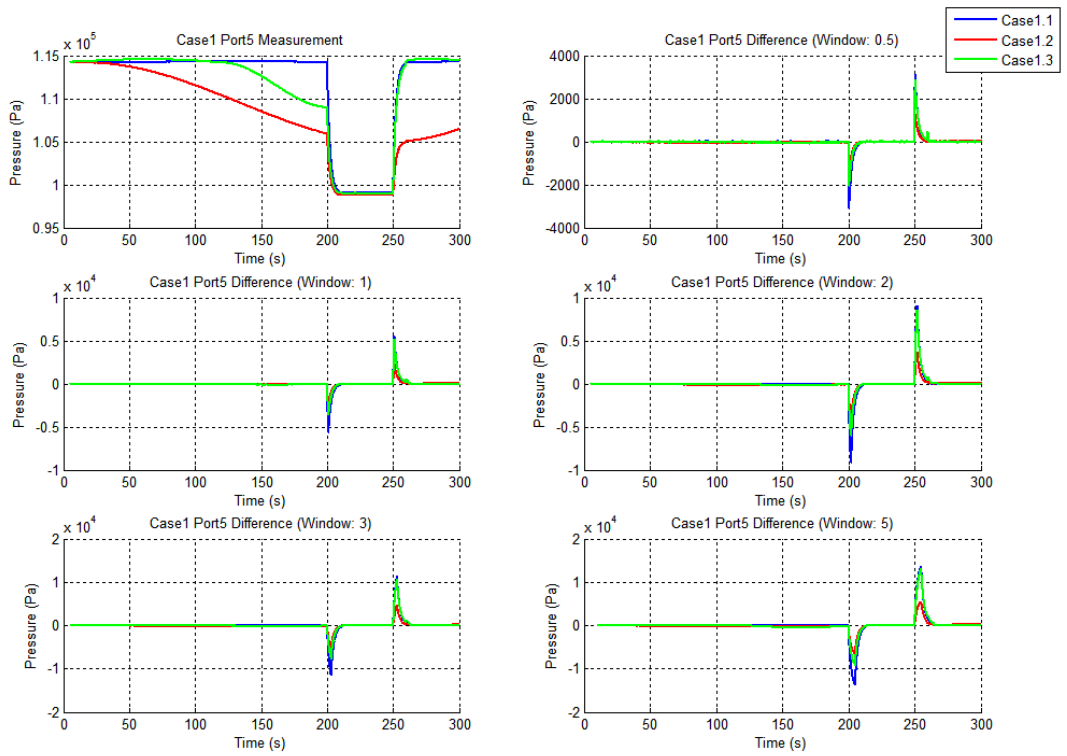 Case1.1
Case1.2
Case1.3
Case1 Port5 Measurement
x 10^5
Pressure (Pa)
1.15
1.1
1.05
1
0.95
0 50 100 150 200 250 300
Time (s)
Case1 Port5 Difference (Window: 0.5)
Pressure (Pa)
4000
2000
0
-2000
-4000
0 50 100 150 200 250 300
Time (s)
Case1 Port5 Difference (Window: 1)
x 10^4
Pressure (Pa)
1
0.5
0
-0.5
-1
0 50 100 150 200 250 300
Time (s)
Case1 Port5 Difference (Window: 2)
x 10^4
Pressure (Pa)
1
0.5
0
-0.5
-1
0 50 100 150 200 250 300
Time (s)
Case1 Port5 Difference (Window: 3)
x 10^4
Pressure (Pa)
2
1
0
-1
-2
0 50 100 150 200 250 300
Time (s)
Case1 Port5 Difference (Window: 5)
x 10^4
Pressure (Pa)
2
1
0
-1
-2
0 50 100 150 200 250 300
Time (s)